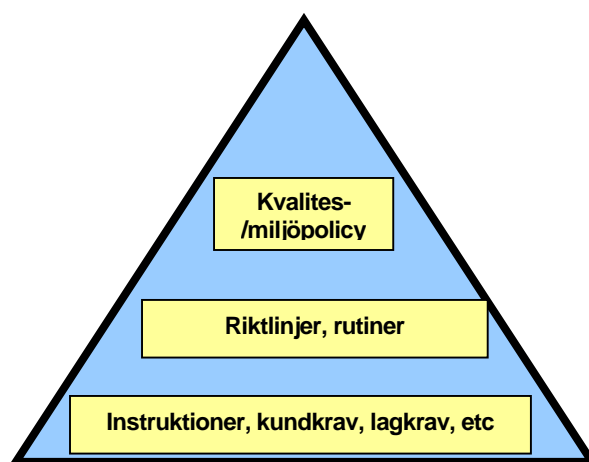 Kvalites-
/miljöpolicy
Riktlinjer, rutiner
Instruktioner, kundkrav, lagkrav, etc